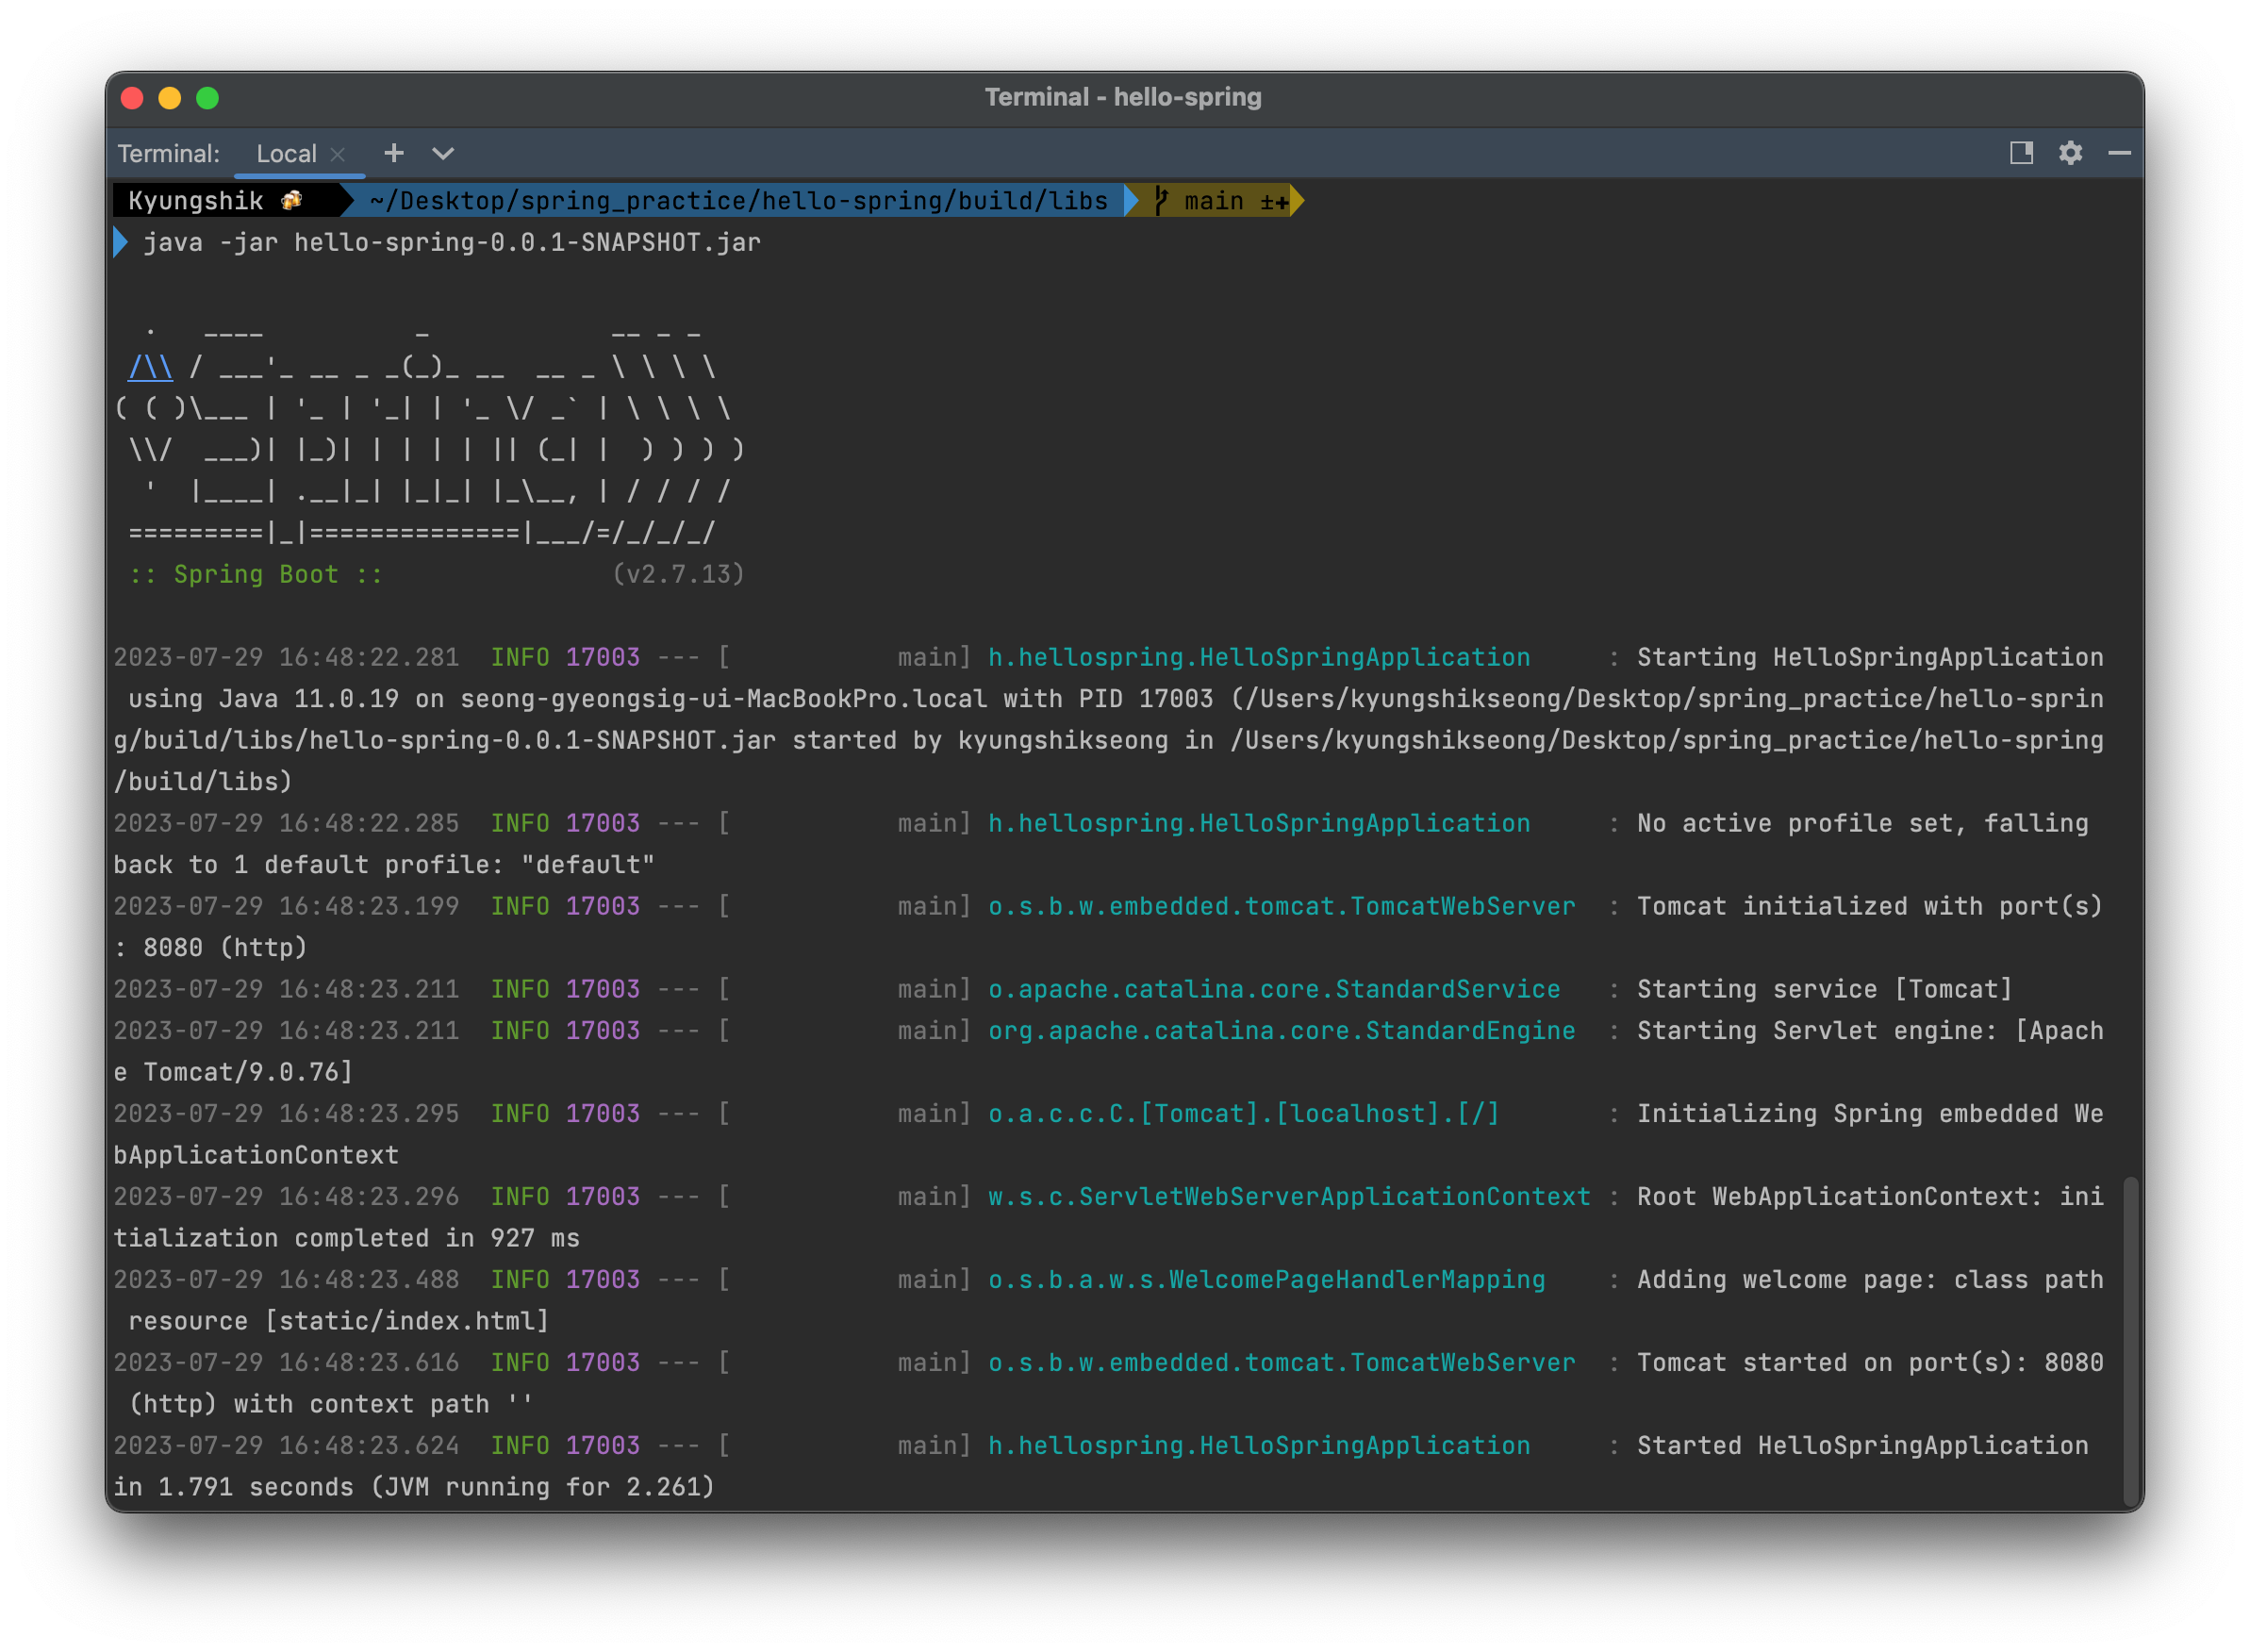 Terminal - hello-spring
Terminal: Local × + 
Kyungshik 🍻 ~/Desktop/spring_practice/hello-spring/build/libs main ±✚
java -jar hello-spring-0.0.1-SNAPSHOT.jar
  .   ____          _            __ _ _
 /\\ / ___'_ __ _ _(_)_ __  __ _ \ \ \ \
( ( )\___ | '_ | '_| | '_ \/ _` | \ \ \ \
 \\/  ___)| |_)| | | | | || (_| |  ) ) ) )
  '  |____| .__|_| |_|_| |_\__, | / / / /
 =========|_|==============|___/=/_/_/_/
 :: Spring Boot ::               (v2.7.13)
2023-07-29 16:48:22.281  INFO 17003 --- [           main] h.hellospring.HelloSpringApplication     : Starting HelloSpringApplication
 using Java 11.0.19 on seong-gyeongsig-ui-MacBookPro.local with PID 17003 (/Users/kyungshikseong/Desktop/spring_practice/hello-sprin
g/build/libs/hello-spring-0.0.1-SNAPSHOT.jar started by kyungshikseong in /Users/kyungshikseong/Desktop/spring_practice/hello-spring
/build/libs)
2023-07-29 16:48:22.285  INFO 17003 --- [           main] h.hellospring.HelloSpringApplication     : No active profile set, falling
back to 1 default profile: "default"
2023-07-29 16:48:23.199  INFO 17003 --- [           main] o.s.b.w.embedded.tomcat.TomcatWebServer  : Tomcat initialized with port(s)
: 8080 (http)
2023-07-29 16:48:23.211  INFO 17003 --- [           main] o.apache.catalina.core.StandardService   : Starting service [Tomcat]
2023-07-29 16:48:23.211  INFO 17003 --- [           main] org.apache.catalina.core.StandardEngine  : Starting Servlet engine: [Apach
e Tomcat/9.0.76]
2023-07-29 16:48:23.295  INFO 17003 --- [           main] o.a.c.c.C.[Tomcat].[localhost].[/]       : Initializing Spring embedded We
bApplicationContext
2023-07-29 16:48:23.296  INFO 17003 --- [           main] w.s.c.ServletWebServerApplicationContext : Root WebApplicationContext: ini
tialization completed in 927 ms
2023-07-29 16:48:23.488  INFO 17003 --- [           main] o.s.b.a.w.s.WelcomePageHandlerMapping    : Adding welcome page: class path
 resource [static/index.html]
2023-07-29 16:48:23.616  INFO 17003 --- [           main] o.s.b.w.embedded.tomcat.TomcatWebServer  : Tomcat started on port(s): 8080
 (http) with context path ''
2023-07-29 16:48:23.624  INFO 17003 --- [           main] h.hellospring.HelloSpringApplication     : Started HelloSpringApplication
in 1.791 seconds (JVM running for 2.261)